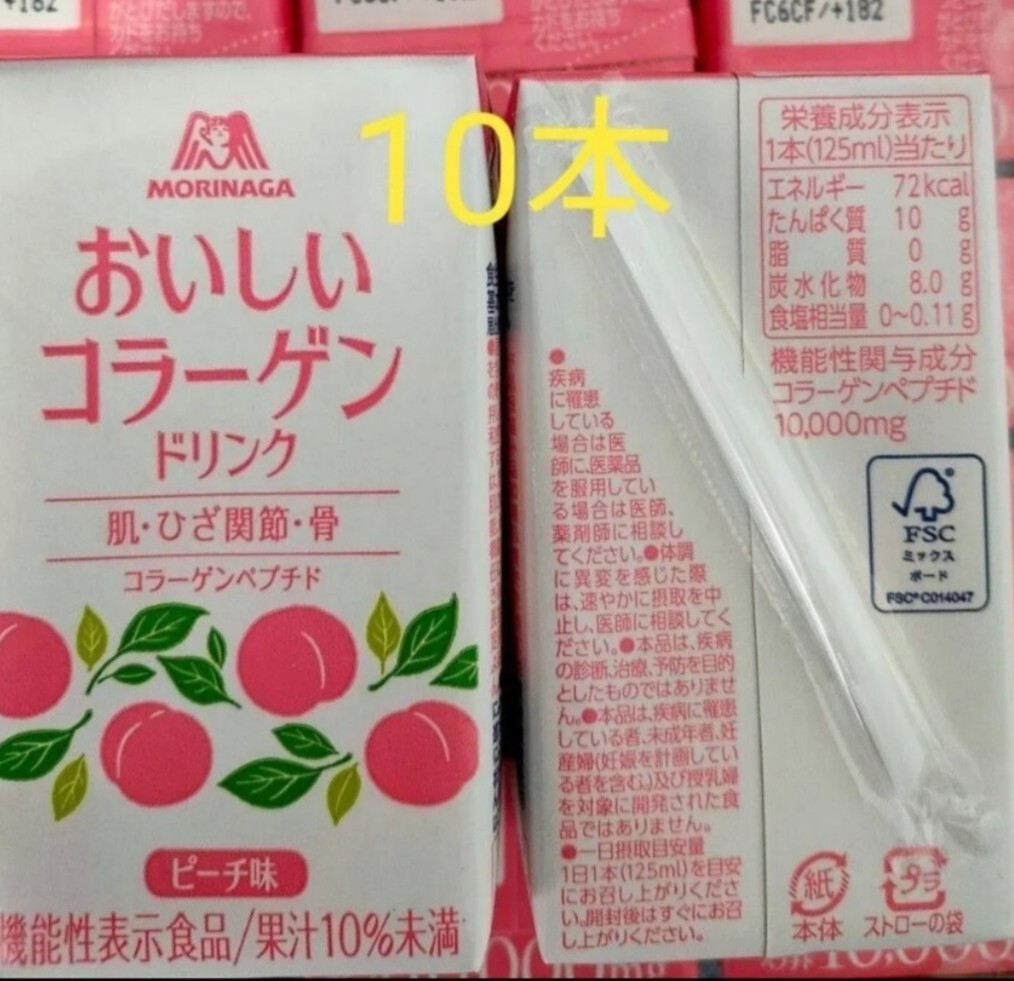 +182
がとびだしますので、
FC6CF/+182
10本
MORINAGA
おいしい
コラーゲン
ドリンク
肌・ひざ関節・骨
コラーゲンペプチド
ピーチ味
機能性表示食品/果汁10%未満
栄養成分表示
1本(125ml)当たり
エネルギー 72kcal
たんぱく質 10 g
脂質 0 g
炭水化物 8.0 g
食塩相当量 0〜0.11g
機能性関与成分
コラーゲンペプチド
10,000mg
FSC
ミックス
ボード
FSC® C014047
●
疾病
に罹患
している
場合は医
師に、医薬品
を服用してい
る場合は医師、
薬剤師に相談し
てください。●体調
に異変を感じた際
は、速やかに摂取を中
止し、医師に相談してく
ださい。●本品は、疾病
の診断、治療、予防を目的
としたものではありませ
ん。●本品は、疾病に罹患
している者、未成年者、妊
産婦(妊娠を計画してい
る者を含む。)及び授乳婦
を対象に開発された食
品ではありません。
●一日摂取目安量
1日1本(125ml)を目安
にお召し上がりくださ
い。開封後はすぐにお召
し上がりください。
紙
本体
プラ
ストローの袋